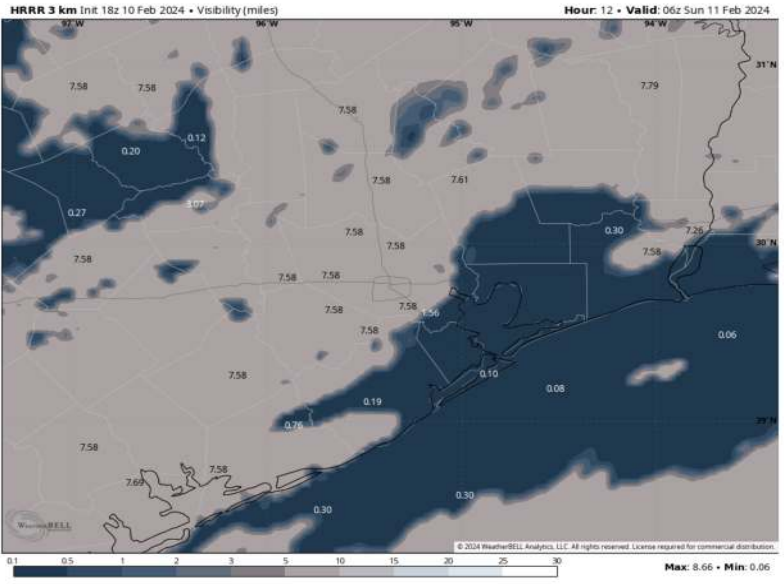 HRRR 3 km Init 18z 10 Feb 2024 • Visibility (miles)
Hour: 12 • Valid: 06z Sun 11 Feb 2024
97°W
96°W
95°W
94°W
31°N
7.58
7.58
7.58
7.79
0.12
0.20
7.58
7.61
3.07
0.27
7.58
7.58
0.30
7.26
30°N
7.58
7.58
7.58
7.58
7.58
7.58
1.56
7.58
0.06
7.58
0.10
0.08
0.19
0.76
29°N
7.58
7.58
7.69
0.30
0.30
WeatherBELL
© 2024 WeatherBELL Analytics, LLC. All rights reserved. License required for commercial distribution.
0.1 0.5 1 2 3 5 10 15 20 25 30
Max: 8.66 • Min: 0.06